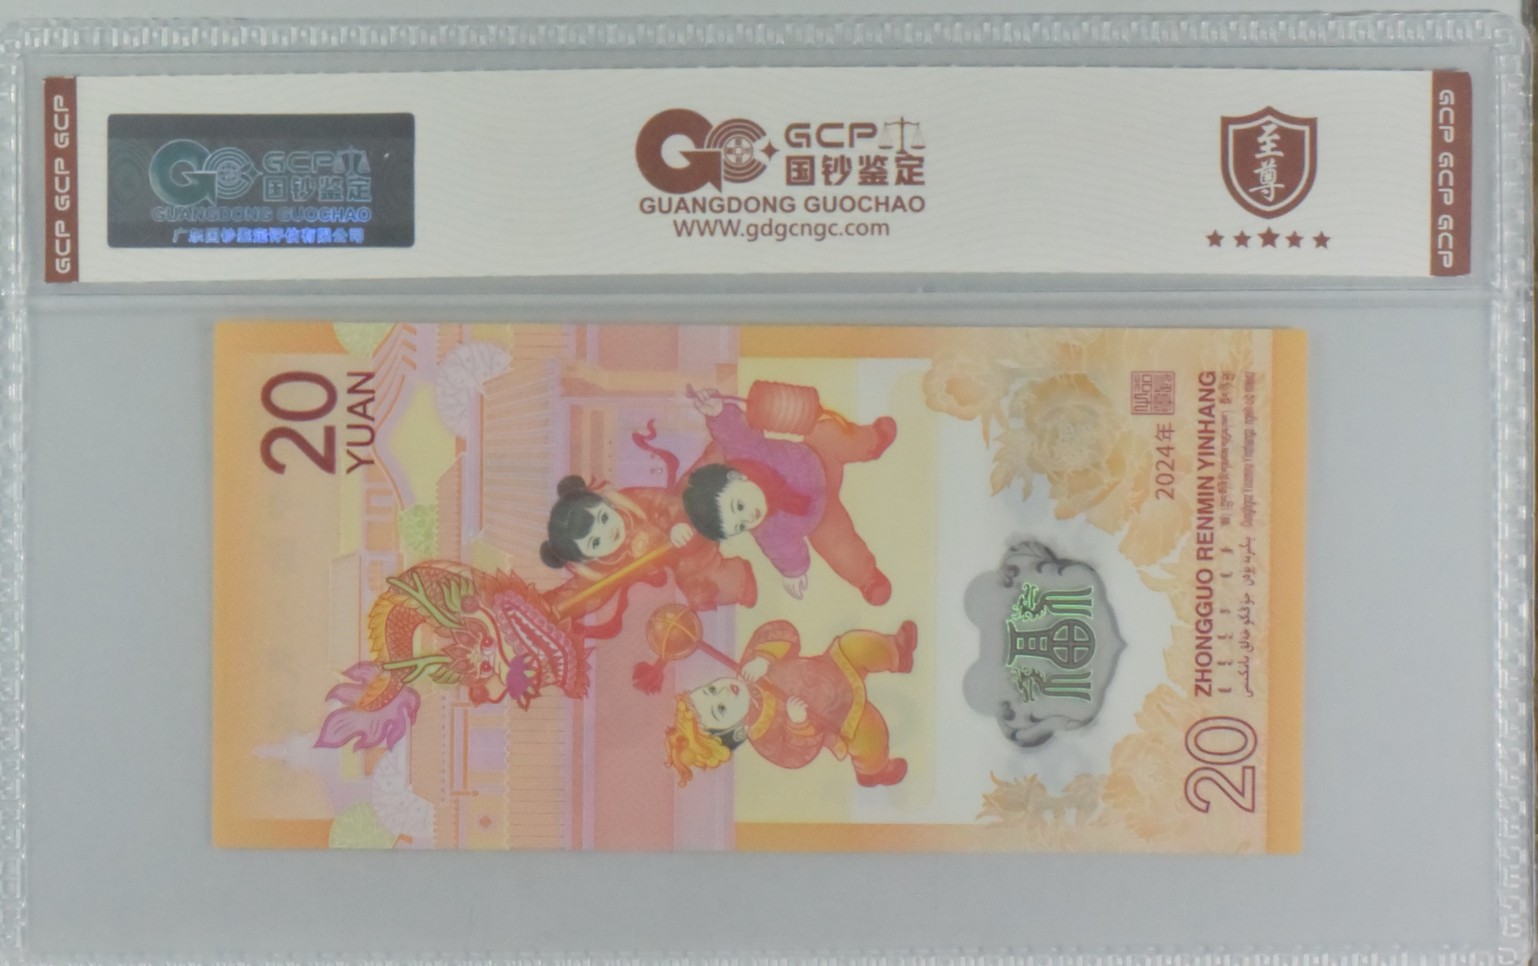 GCP GCP GCP
GCP
国钞鉴定
GUANGDONG GUOCHAO
广东国钞鉴定评估有限公司
GCP
国钞鉴定
GUANGDONG GUOCHAO
WWW.gdgcngc.com
至尊
GCP GCP GCP
20
YUAN
2024年
ZHONGGUO RENMIN YINHANG
20